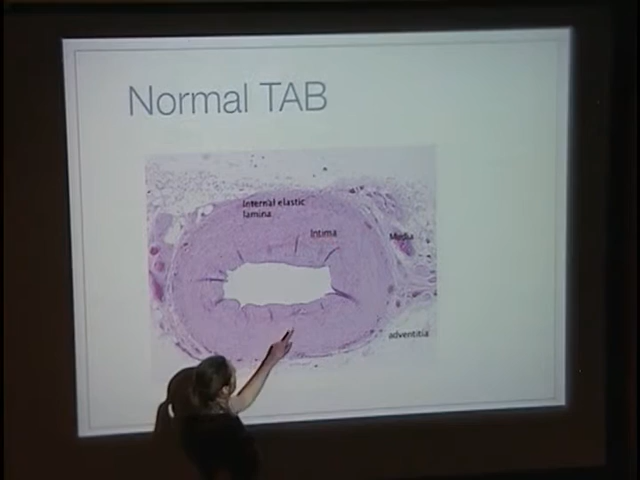 Normal TAB
Internal elastic
lamina
Intima
Media
adventitia